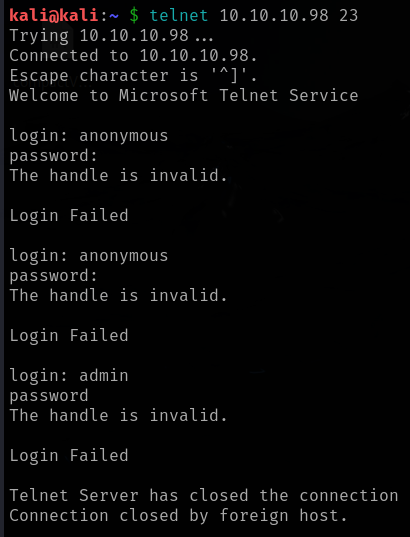 kali@kali:~ $ telnet 10.10.10.98 23
Trying 10.10.10.98...
Connected to 10.10.10.98.
Escape character is '^]'.
Welcome to Microsoft Telnet Service
login: anonymous
password:
The handle is invalid.
Login Failed
login: anonymous
password:
The handle is invalid.
Login Failed
login: admin
password
The handle is invalid.
Login Failed
Telnet Server has closed the connection
Connection closed by foreign host.